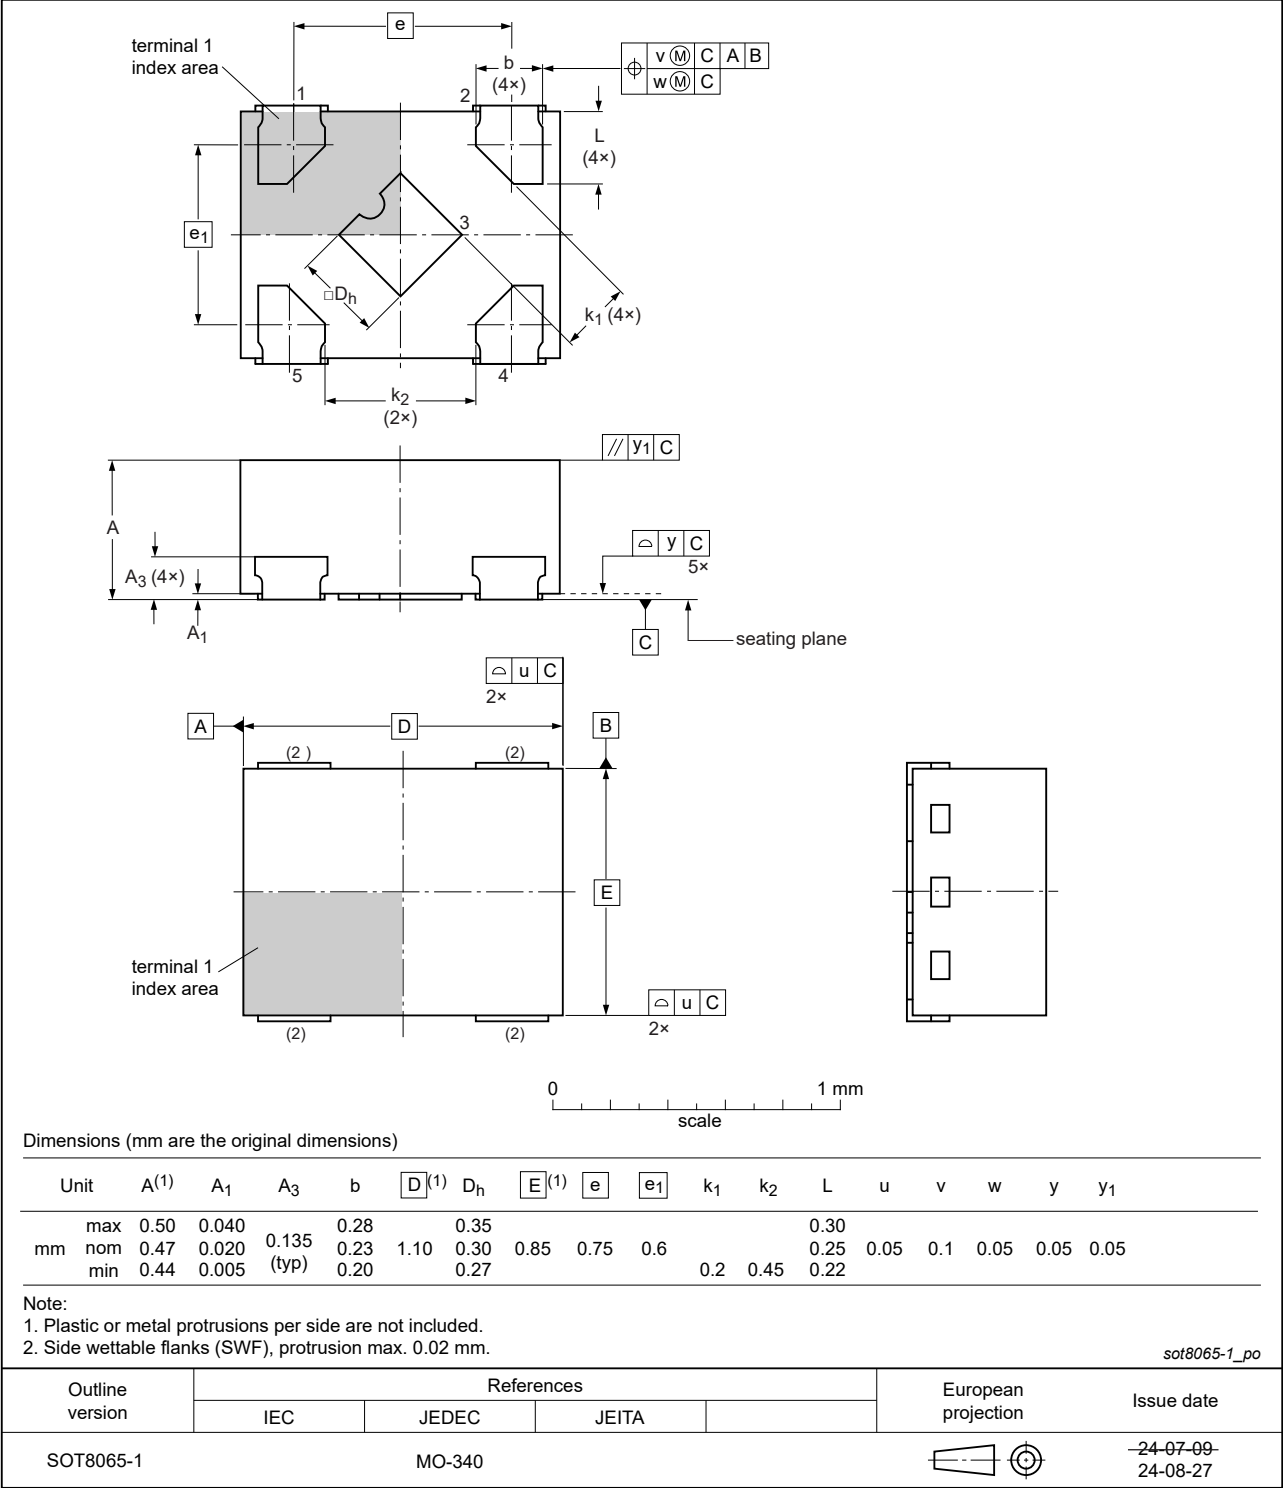 e
terminal 1
index area
b
(4×)
v Ⓜ C A B
w Ⓜ C
1
2
L
(4×)
e1
3
□Dh
k1 (4×)
5
4
k2
(2×)
// y1 C
A
y C
5×
A3 (4×)
A1
C
seating plane
u C
2×
A
D
B
(2 )
(2)
E
terminal 1
index area
u C
2×
(2)
(2)
0 1 mm
scale
Dimensions (mm are the original dimensions)
Unit A(1) A1 A3 b D(1) Dh E(1) e e1 k1 k2 L u v w y y1
max 0.50 0.040 0.28 0.35 0.30
mm nom 0.47 0.020 0.135 (typ) 0.23 1.10 0.30 0.85 0.75 0.6 0.25 0.05 0.1 0.05 0.05 0.05
min 0.44 0.005 0.20 0.27 0.2 0.45 0.22
Note:
1. Plastic or metal protrusions per side are not included.
2. Side wettable flanks (SWF), protrusion max. 0.02 mm.
sot8065-1_po
Outline
version
References
European
projection
Issue date
IEC JEDEC JEITA
SOT8065-1 MO-340
24-07-09
24-08-27